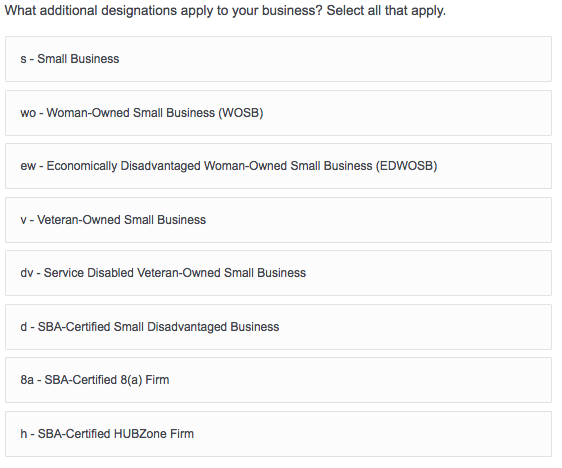 What additional designations apply to your business? Select all that apply.
s - Small Business
wo - Woman-Owned Small Business (WOSB)
ew - Economically Disadvantaged Woman-Owned Small Business (EDWOSB)
v - Veteran-Owned Small Business
dv - Service Disabled Veteran-Owned Small Business
d - SBA-Certified Small Disadvantaged Business
8a - SBA-Certified 8(a) Firm
h - SBA-Certified HUBZone Firm